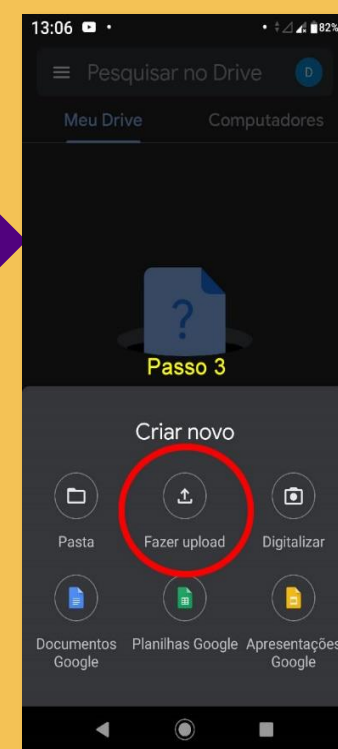 13:06 82%
Pesquisar no Drive D
Meu Drive Computadores
?
Passo 3
Criar novo
Pasta Fazer upload Digitalizar
Documentos Google Planilhas Google Apresentações Google